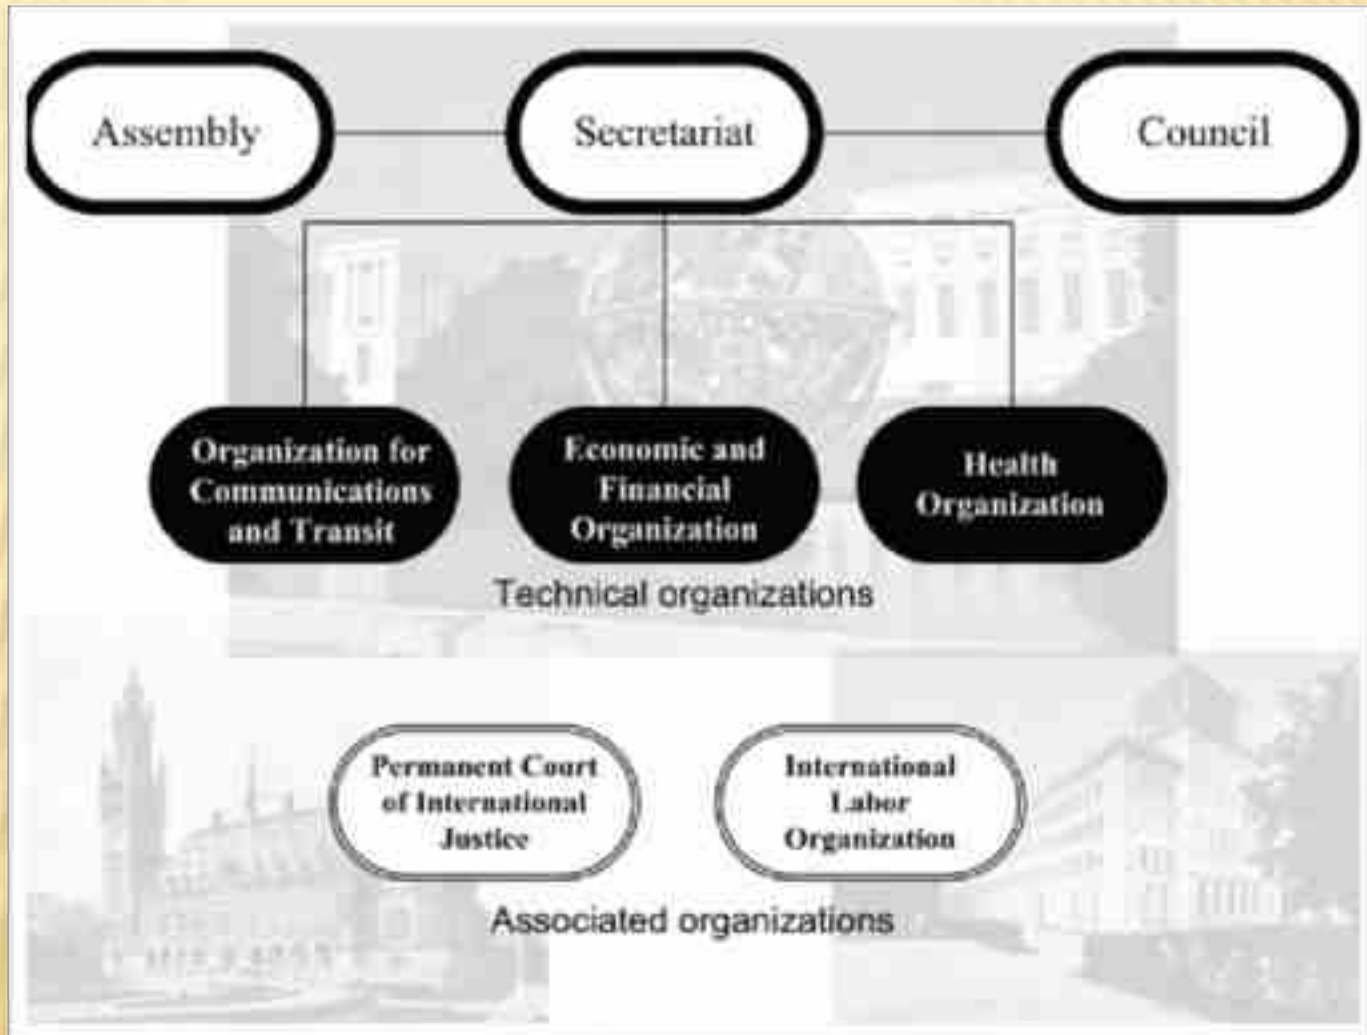 Assembly
Secretariat
Council
Organization for
Communications
and Transit
Economic and
Financial
Organization
Health
Organization
Technical organizations
Permanent Court
of International
Justice
International
Labor
Organization
Associated organizations